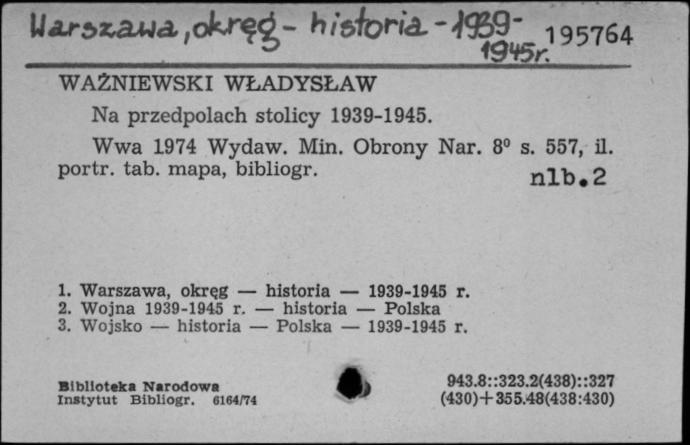 Warszawa, okręg - historia - 1939-
1945r.
195764
WAŻNIEWSKI WŁADYSŁAW
Na przedpolach stolicy 1939-1945.
Wwa 1974 Wydaw. Min. Obrony Nar. 8⁰ s. 557, il.
portr. tab. mapa, bibliogr.
nlb.2
1. Warszawa, okręg — historia — 1939-1945 r.
2. Wojna 1939-1945 r. — historia — Polska
3. Wojsko — historia — Polska — 1939-1945 r.
Biblioteka Narodowa
Instytut Bibliogr. 6164/74
943.8::323.2(438)::327
(430)+355.48(438:430)